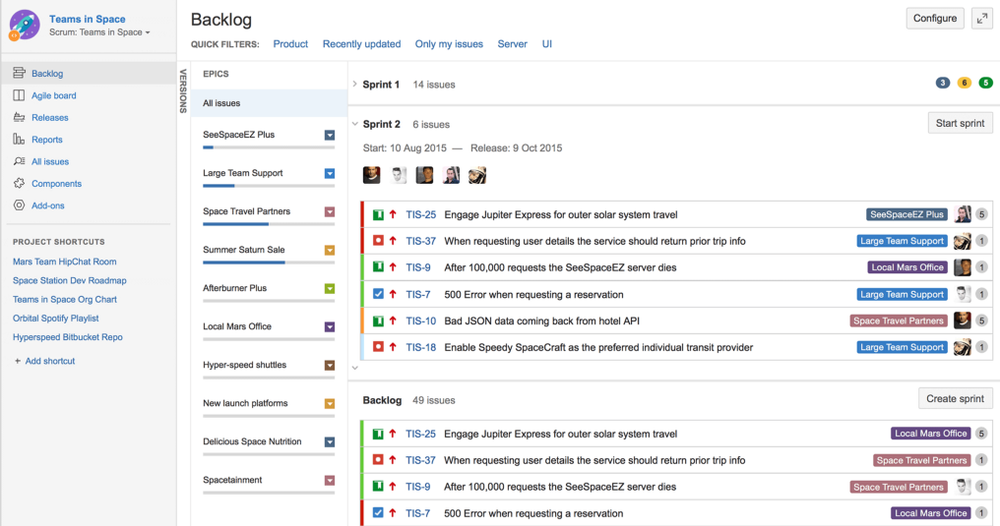 Teams in Space
Scrum: Teams in Space
Backlog
Agile board
Releases
Reports
All issues
Components
Add-ons
PROJECT SHORTCUTS
Mars Team HipChat Room
Space Station Dev Roadmap
Teams in Space Org Chart
Orbital Spotify Playlist
Hyperspeed Bitbucket Repo
+ Add shortcut
Backlog
Configure
QUICK FILTERS: Product Recently updated Only my issues Server UI
VERSIONS
EPICS
All issues
SeeSpaceEZ Plus
Large Team Support
Space Travel Partners
Summer Saturn Sale
Afterburner Plus
Local Mars Office
Hyper-speed shuttles
New launch platforms
Delicious Space Nutrition
Spacetainment
Sprint 1 14 issues 3 6 5
Sprint 2 6 issues Start sprint
Start: 10 Aug 2015 — Release: 9 Oct 2015
TIS-25 Engage Jupiter Express for outer solar system travel SeeSpaceEZ Plus 5
TIS-37 When requesting user details the service should return prior trip info Large Team Support 1
TIS-9 After 100,000 requests the SeeSpaceEZ server dies Local Mars Office 1
TIS-7 500 Error when requesting a reservation Large Team Support 1
TIS-10 Bad JSON data coming back from hotel API Space Travel Partners 5
TIS-18 Enable Speedy SpaceCraft as the preferred individual transit provider Large Team Support 1
Backlog 49 issues Create sprint
TIS-25 Engage Jupiter Express for outer solar system travel Local Mars Office 5
TIS-37 When requesting user details the service should return prior trip info Space Travel Partners 1
TIS-9 After 100,000 requests the SeeSpaceEZ server dies Space Travel Partners 1
TIS-7 500 Error when requesting a reservation Local Mars Office 1